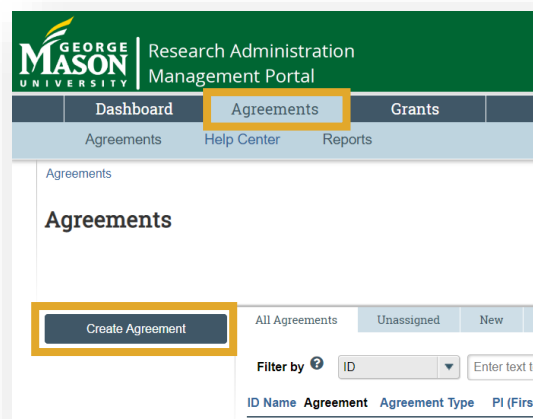 GEORGE
MASON
UNIVERSITY
Research Administration
Management Portal
Dashboard Agreements Grants
Agreements Help Center Reports
Agreements
Agreements
Create Agreement
All Agreements Unassigned New
Filter by ? ID Enter text t
ID Name Agreement Agreement Type PI (Firs